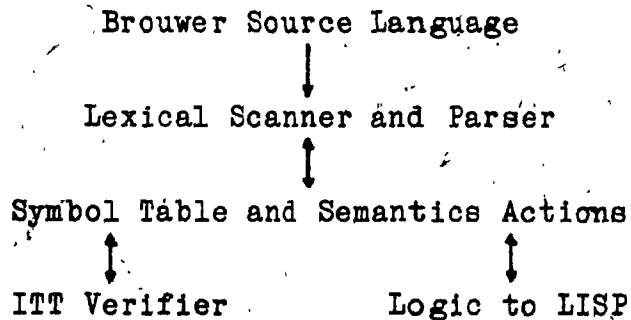 Brouwer Source Language
Lexical Scanner and Parser
Symbol Table and Semantics Actions
ITT Verifier Logic to LISP